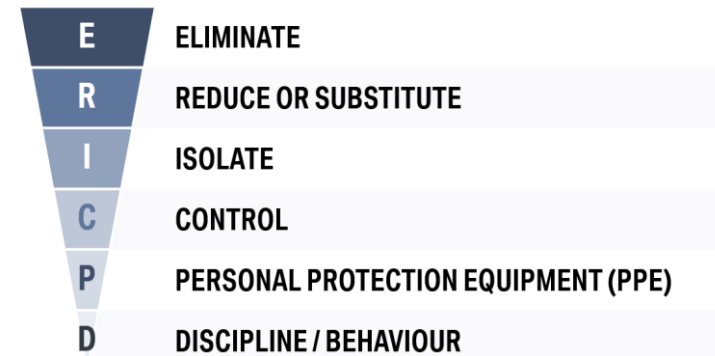 E ELIMINATE
R REDUCE OR SUBSTITUTE
I ISOLATE
C CONTROL
P PERSONAL PROTECTION EQUIPMENT (PPE)
D DISCIPLINE / BEHAVIOUR